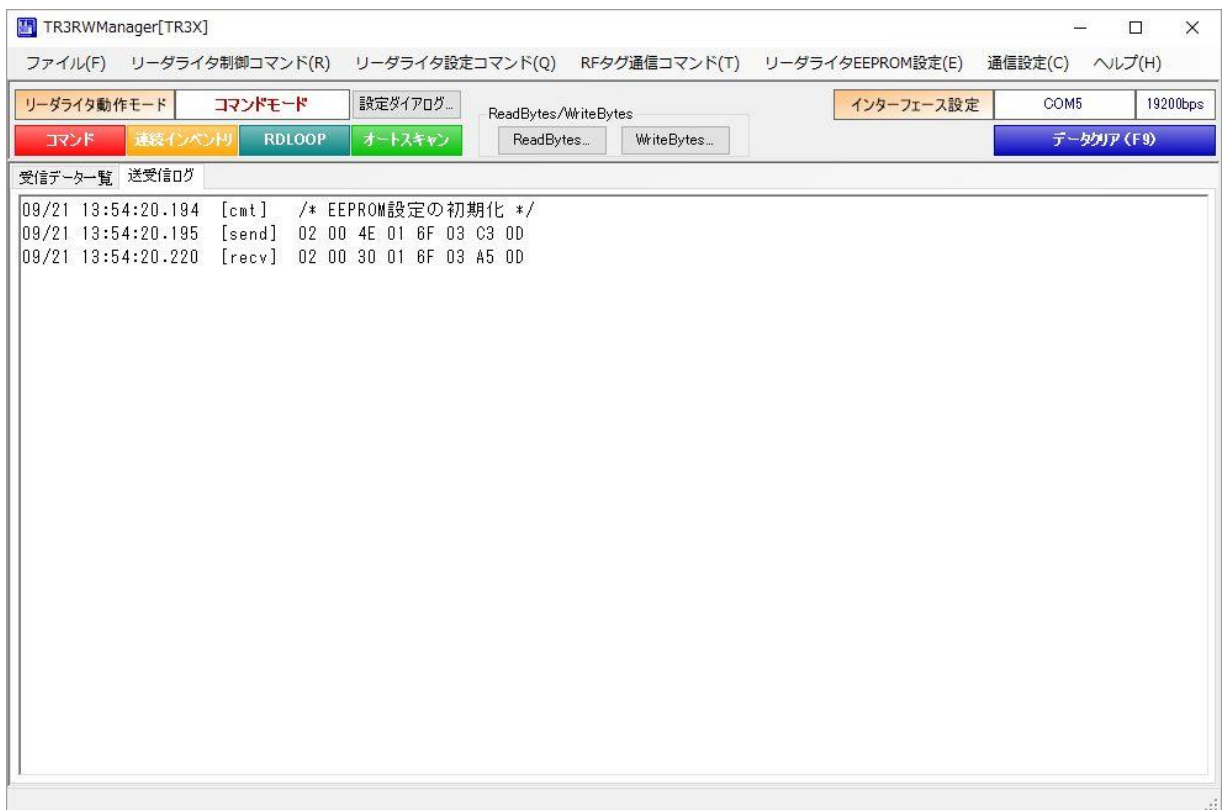 TR3RWManager[TR3X]
ファイル(F) リーダライタ制御コマンド(R) リーダライタ設定コマンド(Q) RFタグ通信コマンド(T) リーダライタEEPROM設定(E) 通信設定(C) ヘルプ(H)
リーダライタ動作モード コマンドモード 設定ダイアログ... ReadBytes/WriteBytes インターフェース設定 COM5 19200bps
コマンド 連続インベントリ RDLOOP オートスキャン ReadBytes... WriteBytes... データクリア(F9)
受信データ一覧 送受信ログ
09/21 13:54:20.194 [cmt] /* EEPROM設定の初期化 */
09/21 13:54:20.195 [send] 02 00 4E 01 6F 03 C3 0D
09/21 13:54:20.220 [recv] 02 00 30 01 6F 03 A5 0D